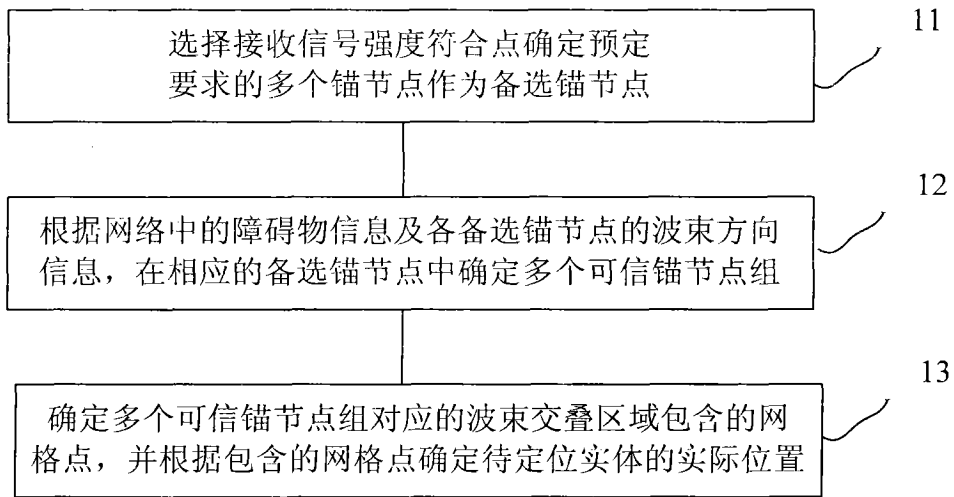 11
选择接收信号强度符合点确定预定
要求的多个锚节点作为备选锚节点
12
根据网络中的障碍物信息及各备选锚节点的波束方向
信息，在相应的备选锚节点中确定多个可信锚节点组
13
确定多个可信锚节点组对应的波束交叠区域包含的网
格点，并根据包含的网格点确定待定位实体的实际位置